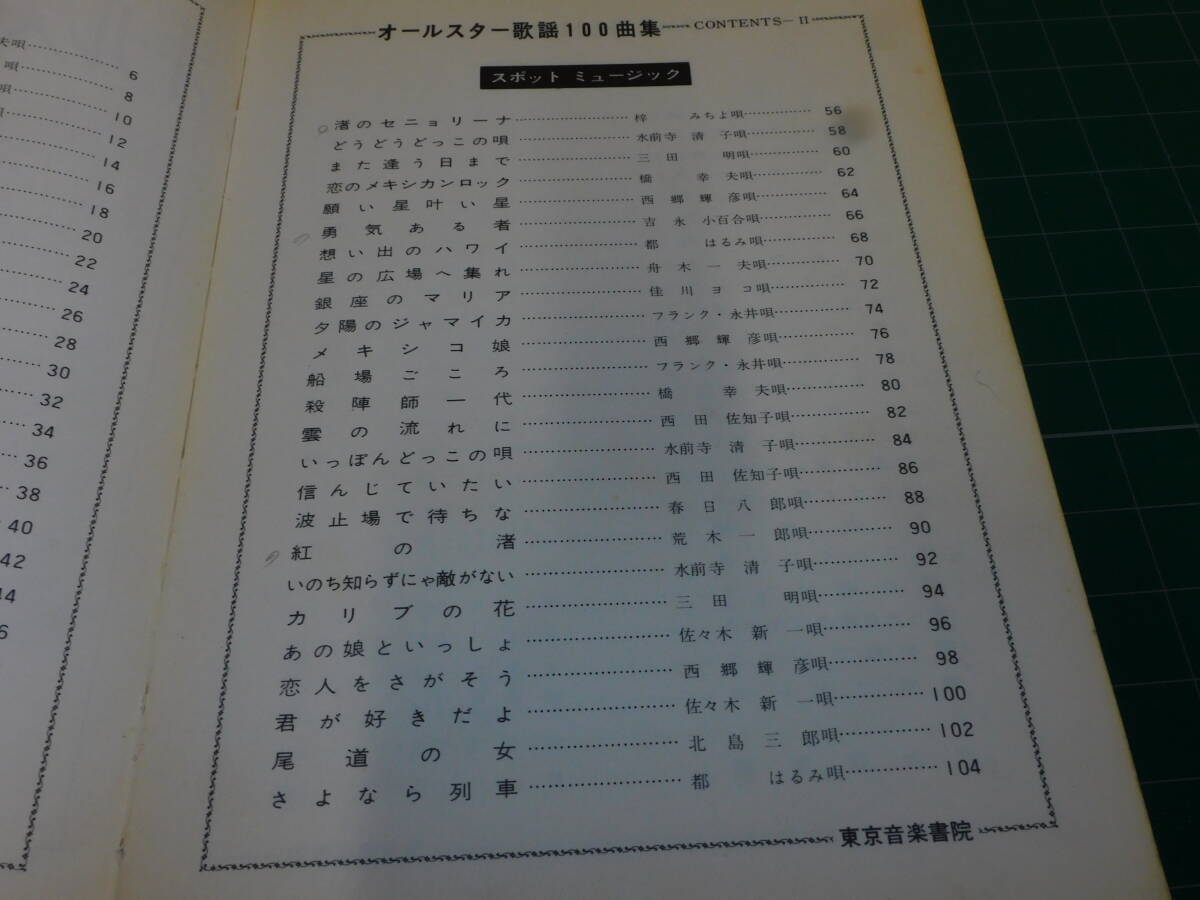 夫唄 6
唄 8
唄 10
唄 12
14
16
18
20
22
24
26
28
30
32
34
36
38
40
42
44
6
オールスター歌謡100曲集 CONTENTS−II
スポット ミュージック
渚のセニョリーナ 梓みちよ唄 56
どうどうどっこの唄 水前寺清子唄 58
また逢う日まで 三田明唄 60
恋のメキシカンロック 橋幸夫唄 62
願い星叶い星 西郷輝彦唄 64
勇気ある者 吉永小百合唄 66
想い出のハワイ 都はるみ唄 68
星の広場へ集れ 舟木一夫唄 70
銀座のマリア 佳川ヨコ唄 72
夕陽のジャマイカ フランク・永井唄 74
メキシコ娘 西郷輝彦唄 76
船場ごころ フランク・永井唄 78
殺陣師一代 橋幸夫唄 80
雲の流れに 西田佐知子唄 82
いっぽんどっこの唄 水前寺清子唄 84
信んじていたい 西田佐知子唄 86
波止場で待ちな 春日八郎唄 88
紅の渚 荒木一郎唄 90
いのち知らずにゃ敵がない 水前寺清子唄 92
カリブの花 三田明唄 94
あの娘といっしょ 佐々木新一唄 96
恋人をさがそう 西郷輝彦唄 98
君が好きだよ 佐々木新一唄 100
尾道の女 北島三郎唄 102
さよなら列車 都はるみ唄 104
東京音楽書院